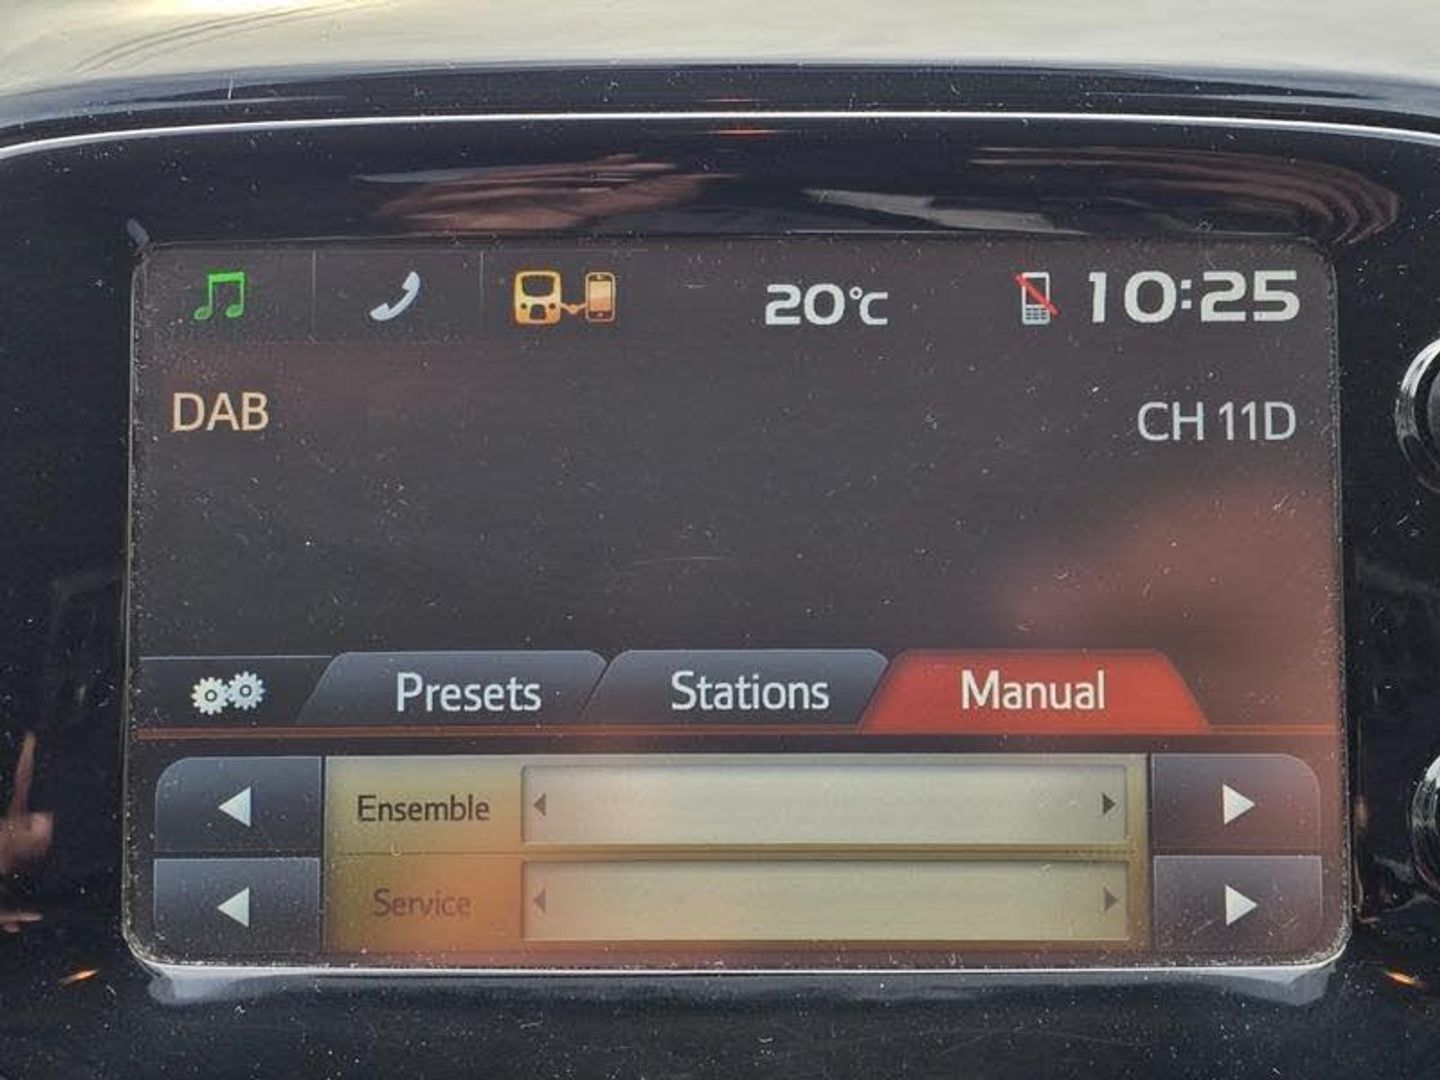 20°C 10:25
DAB CH 11D
Presets Stations Manual
Ensemble
Service